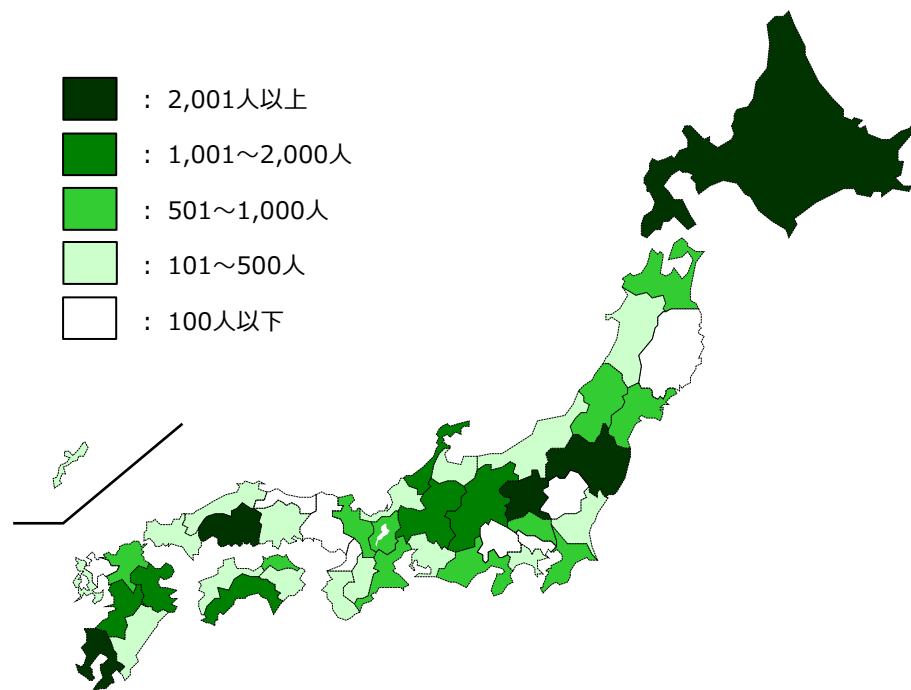 ： 2,001人以上
： 1,001～2,000人
： 501～1,000人
： 101～500人
： 100人以下